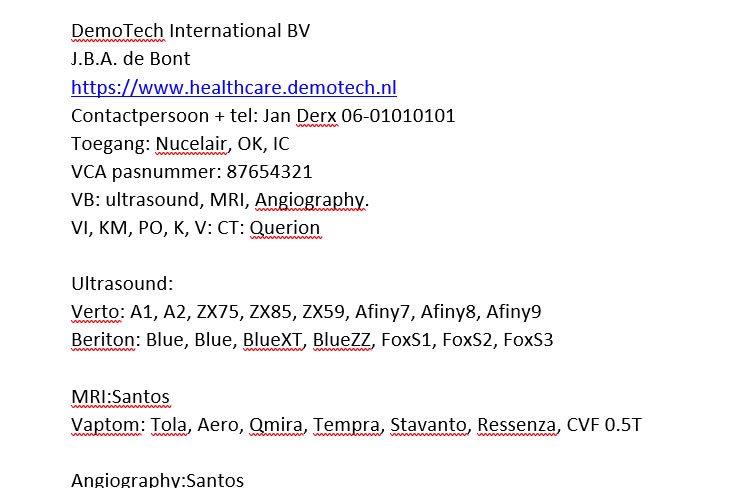 DemoTech International BV
J.B.A. de Bont
https://www.healthcare.demotech.nl
Contactpersoon + tel: Jan Derx 06-01010101
Toegang: Nucelair, OK, IC
VCA pasnummer: 87654321
VB: ultrasound, MRI, Angiography.
VI, KM, PO, K, V: CT: Querion
Ultrasound:
Verto: A1, A2, ZX75, ZX85, ZX59, Afiny7, Afiny8, Afiny9
Beriton: Blue, Blue, BlueXT, BlueZZ, FoxS1, FoxS2, FoxS3
MRI:Santos
Vaptom: Tola, Aero, Qmira, Tempra, Stavanto, Ressenza, CVF 0.5T
Angiography:Santos